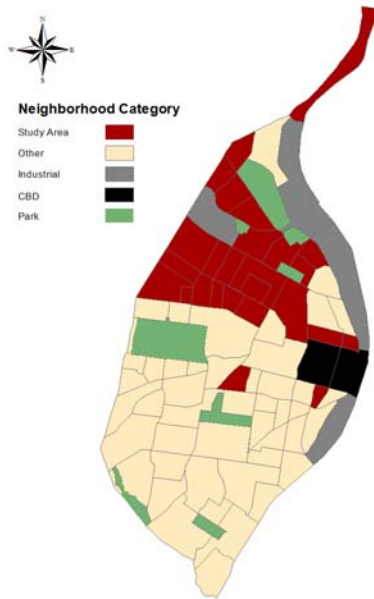 N
W
E
S
Neighborhood Category
Study Area
Other
Industrial
CBD
Park